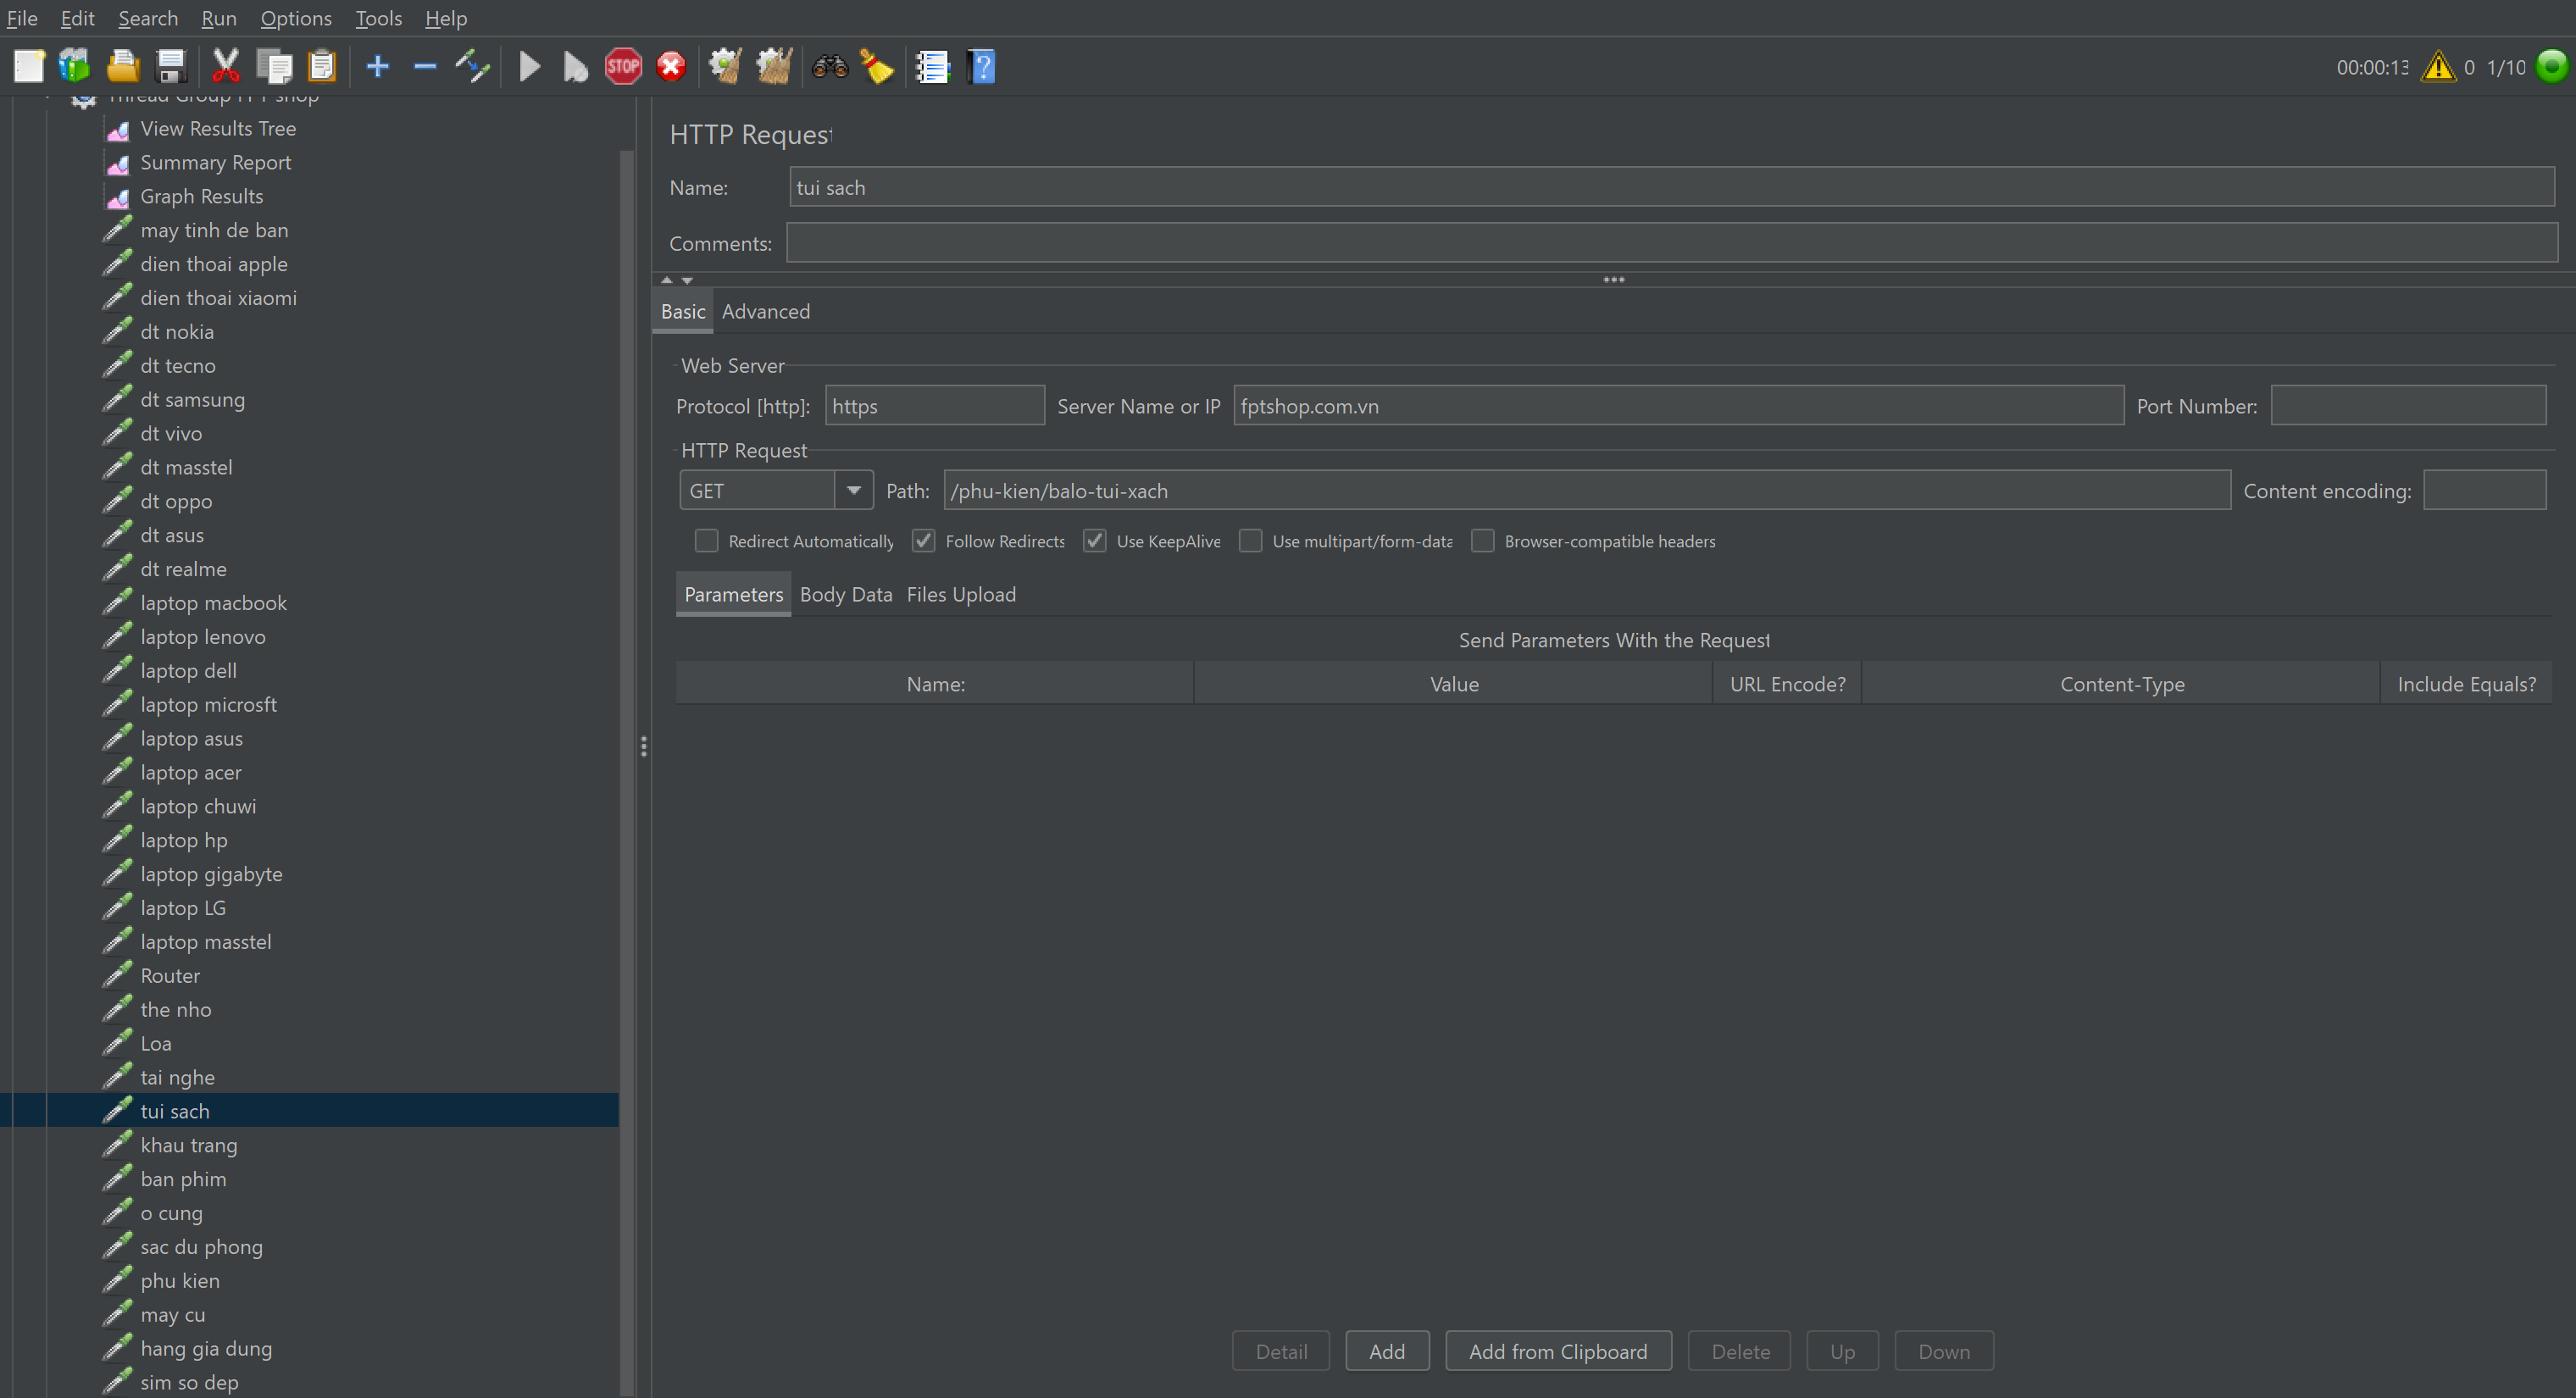 File Edit Search Run Options Tools Help
STOP
00:00:13 0 1/10
Thread Group FPT shop
View Results Tree
Summary Report
Graph Results
may tinh de ban
dien thoai apple
dien thoai xiaomi
dt nokia
dt tecno
dt samsung
dt vivo
dt masstel
dt oppo
dt asus
dt realme
laptop macbook
laptop lenovo
laptop dell
laptop microsft
laptop asus
laptop acer
laptop chuwi
laptop hp
laptop gigabyte
laptop LG
laptop masstel
Router
the nho
Loa
tai nghe
tui sach
khau trang
ban phim
o cung
sac du phong
phu kien
may cu
hang gia dung
sim so dep
HTTP Request
Name: tui sach
Comments:
Basic Advanced
Web Server
Protocol [http]: https Server Name or IP fptshop.com.vn Port Number:
HTTP Request
GET Path: /phu-kien/balo-tui-xach Content encoding:
Redirect Automatically Follow Redirects Use KeepAlive Use multipart/form-data Browser-compatible headers
Parameters Body Data Files Upload
Send Parameters With the Request
Name: Value URL Encode? Content-Type Include Equals?
Detail Add Add from Clipboard Delete Up Down